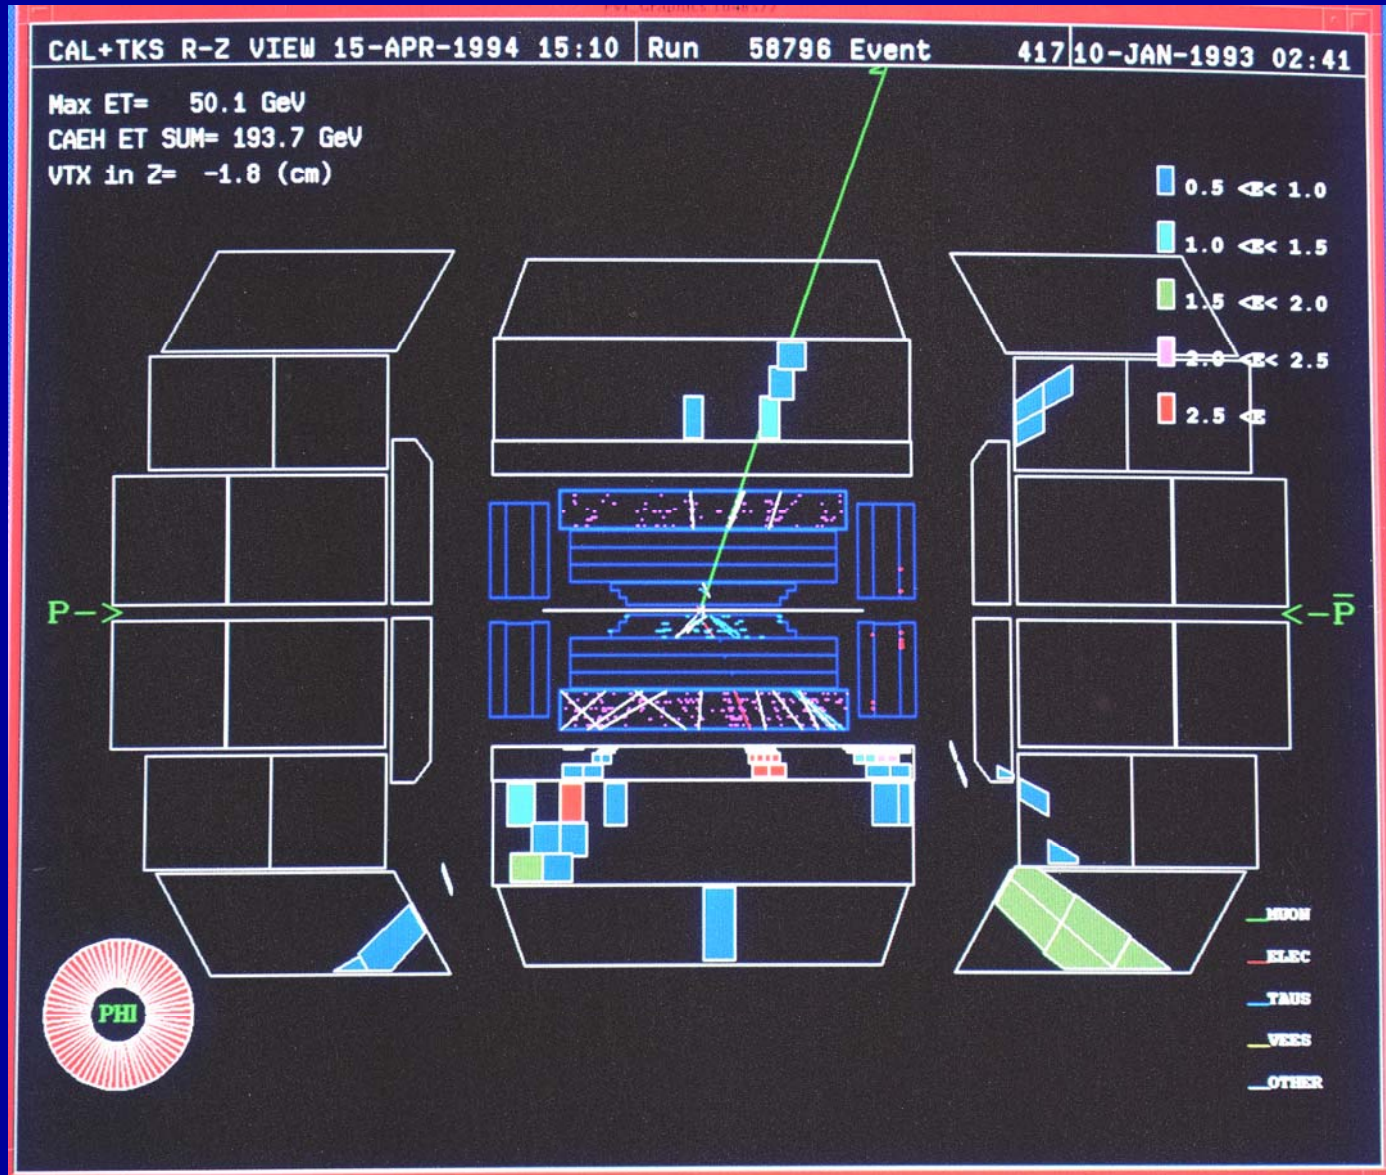 CAL+TKS R-Z VIEW 15-APR-1994 15:10 Run 58796 Event 417 10-JAN-1993 02:41
Max ET= 50.1 GeV
CAEH ET SUM= 193.7 GeV
VTX in Z= -1.8 (cm)
0.5 <E< 1.0
1.0 <E< 1.5
1.5 <E< 2.0
2.0 <E< 2.5
2.5 <E
P->
<-P̅
MUON
ELEC
TAUS
VEES
OTHER
PHI